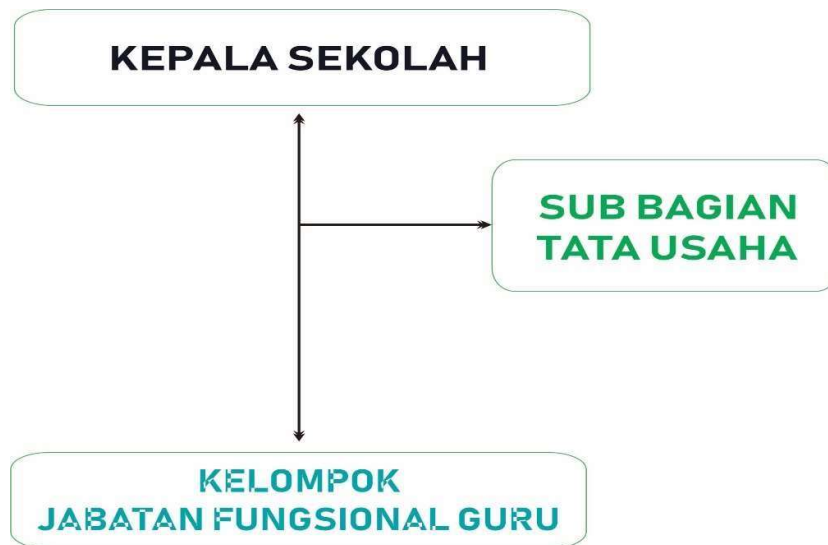 KEPALA SEKOLAH
SUB BAGIAN
TATA USAHA
KELOMPOK
JABATAN FUNGSIONAL GURU